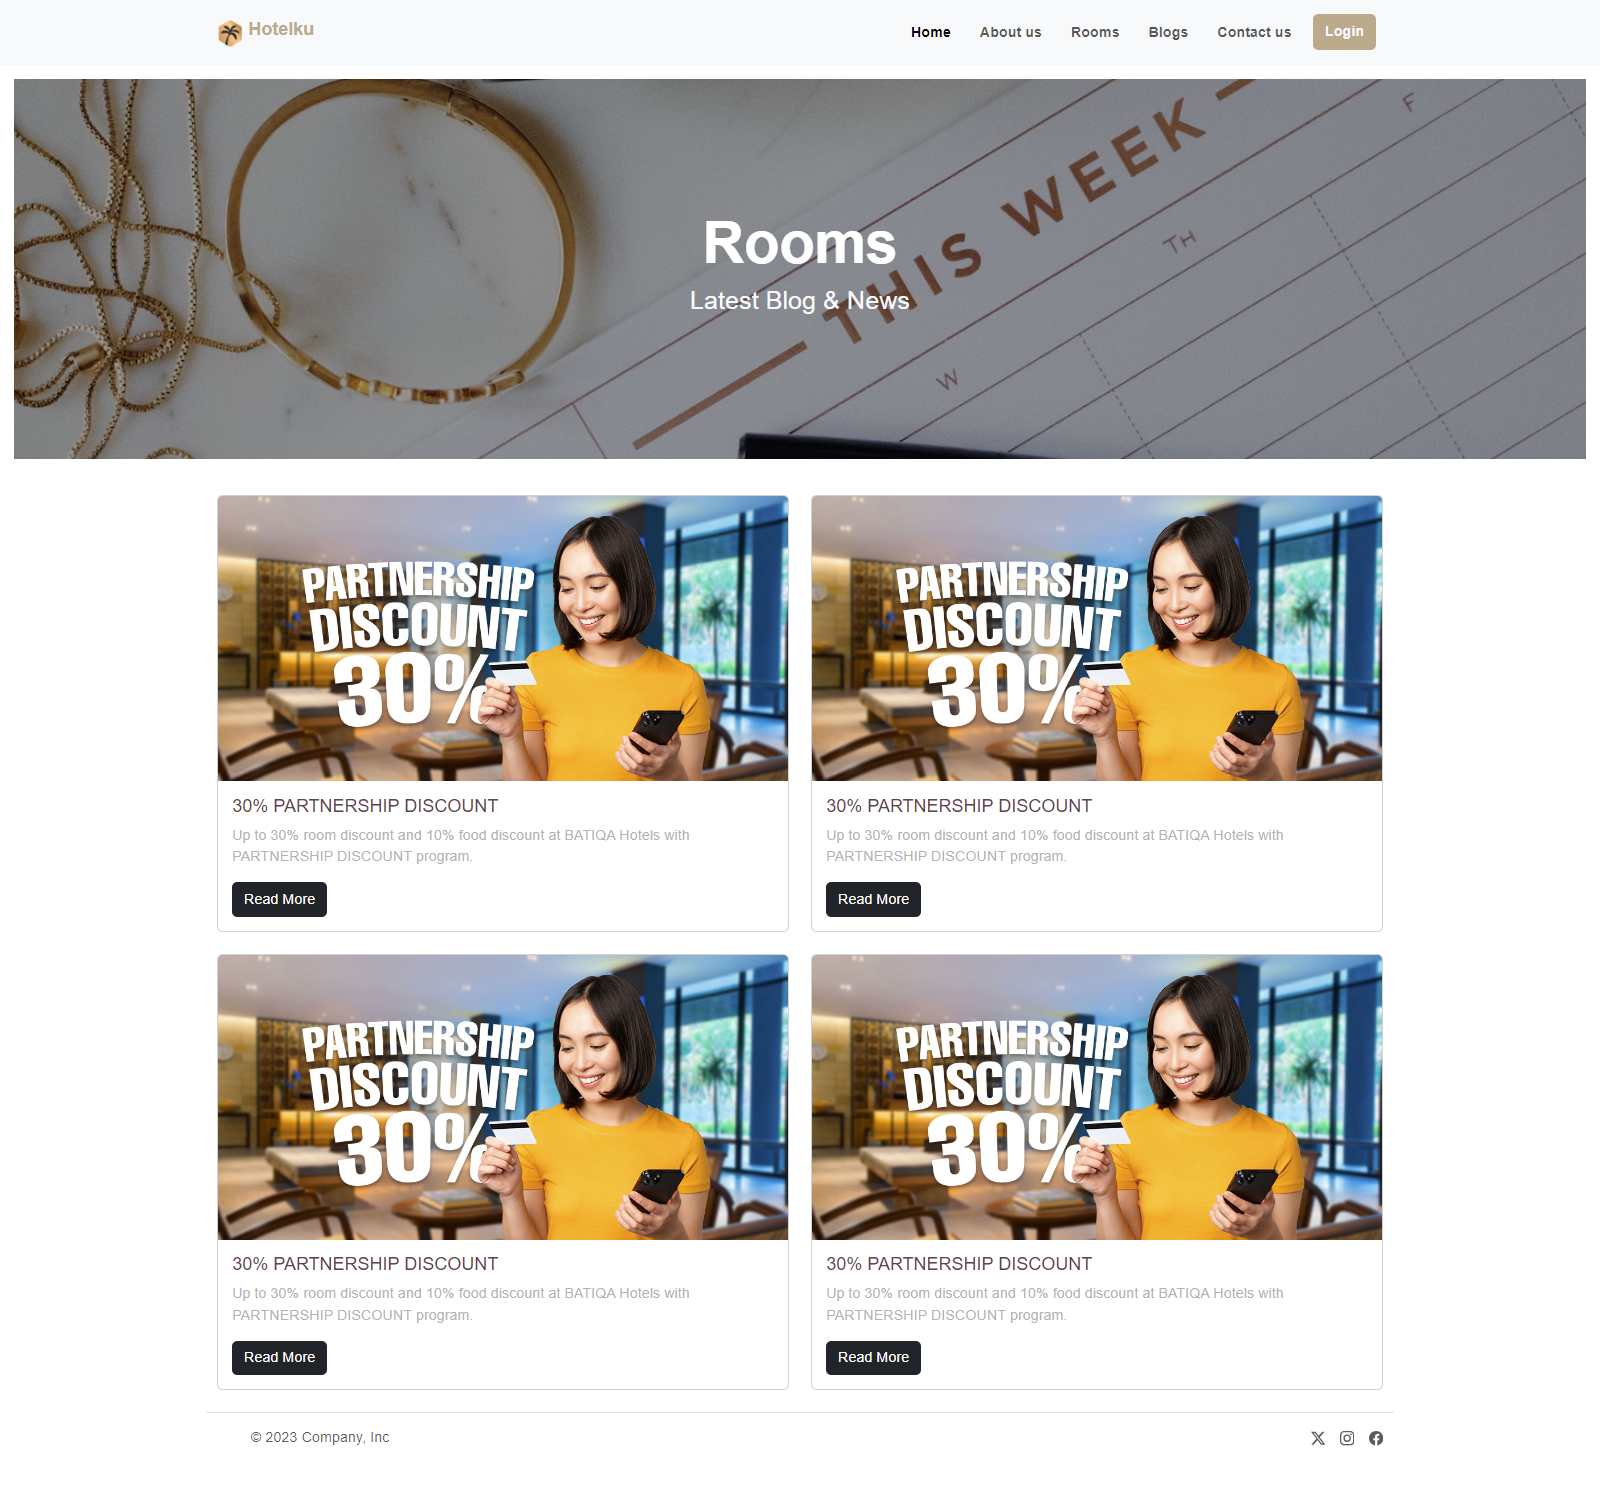 Hotelku
Home About us Rooms Blogs Contact us Login
THIS WEEK
F
TH
W
Rooms
Latest Blog & News
PARTNERSHIP
DISCOUNT
30%
30% PARTNERSHIP DISCOUNT
Up to 30% room discount and 10% food discount at BATIQA Hotels with
PARTNERSHIP DISCOUNT program.
Read More
PARTNERSHIP
DISCOUNT
30%
30% PARTNERSHIP DISCOUNT
Up to 30% room discount and 10% food discount at BATIQA Hotels with
PARTNERSHIP DISCOUNT program.
Read More
PARTNERSHIP
DISCOUNT
30%
30% PARTNERSHIP DISCOUNT
Up to 30% room discount and 10% food discount at BATIQA Hotels with
PARTNERSHIP DISCOUNT program.
Read More
PARTNERSHIP
DISCOUNT
30%
30% PARTNERSHIP DISCOUNT
Up to 30% room discount and 10% food discount at BATIQA Hotels with
PARTNERSHIP DISCOUNT program.
Read More
© 2023 Company, Inc